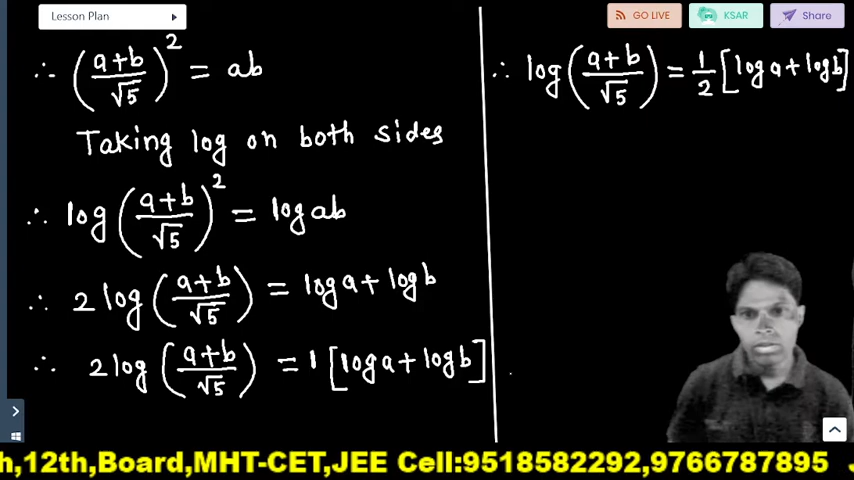 Lesson Plan
GO LIVE
KSAR
Share
∴ ((a+b)/√5)² = ab
Taking log on both sides
∴ log((a+b)/√5)² = log ab
∴ 2 log((a+b)/√5) = log a + log b
∴ 2 log((a+b)/√5) = 1 [log a + log b]
∴ log((a+b)/√5) = 1/2 [log a + log b]
h,12th,Board,MHT-CET,JEE Cell:9518582292,9766787895